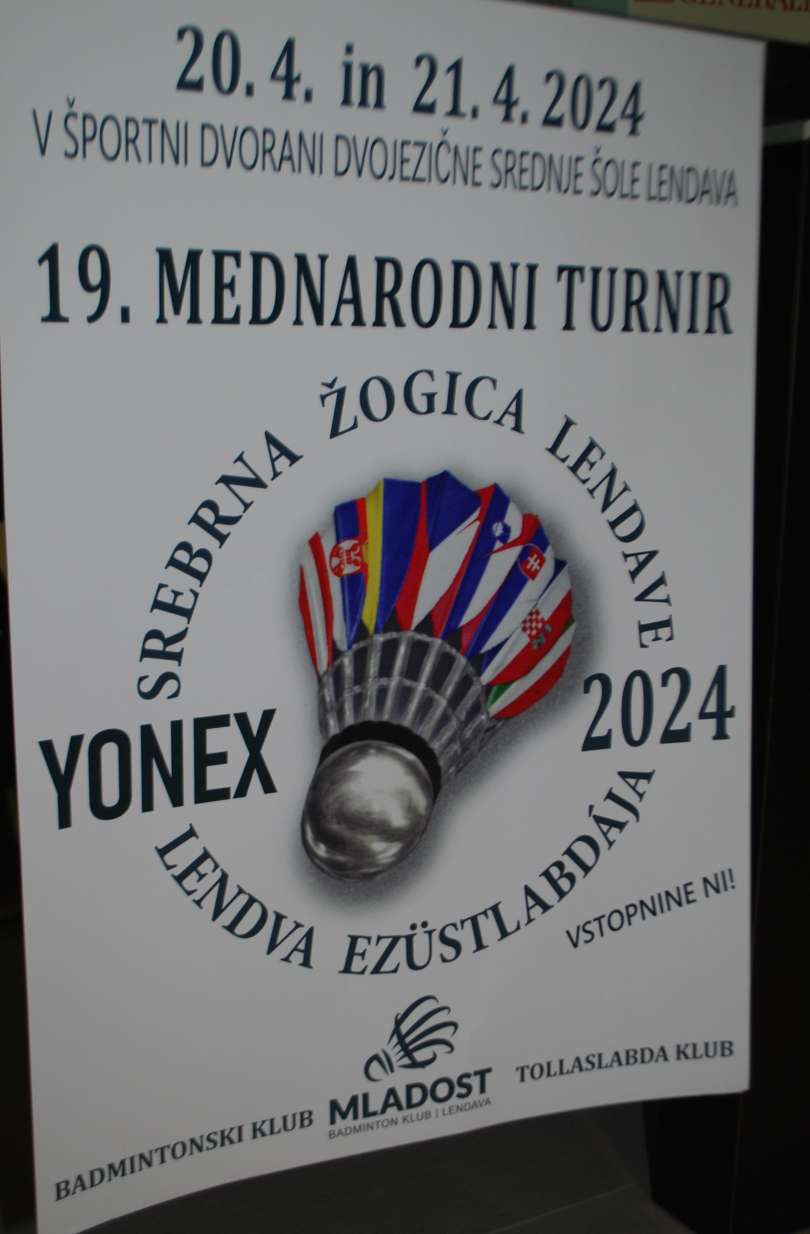 20. 4. in 21. 4. 2024
V ŠPORTNI DVORANI DVOJEZIČNE SREDNJE ŠOLE LENDAVA
19. MEDNARODNI TURNIR
SREBRNA ŽOGICA LENDAVE
YONEX
2024
LENDVA EZÜSTLABDÁJA
VSTOPNINE NI!
BADMINTONSKI KLUB
MLADOST
BADMINTON KLUB | LENDAVA
TOLLASLABDA KLUB